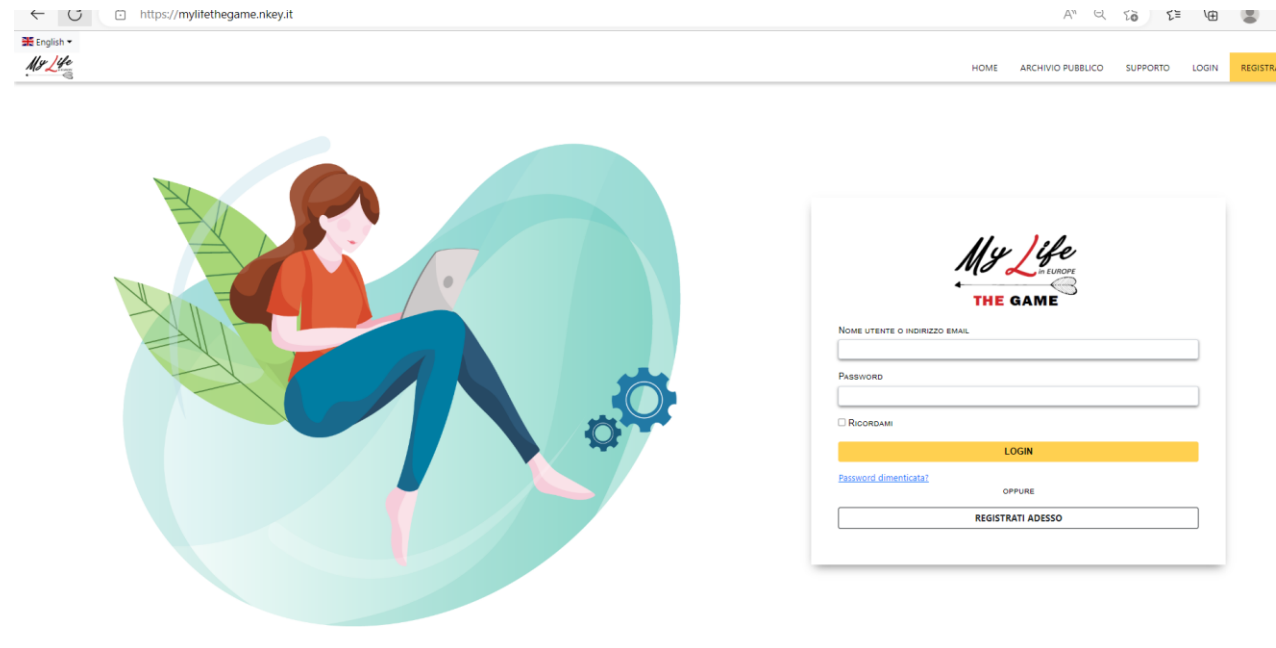 https://mylifethegame.nkey.it
English
My Life
HOME ARCHIVIO PUBBLICO SUPPORTO LOGIN REGISTRA
My Life
in EUROPE
THE GAME
NOME UTENTE O INDIRIZZO EMAIL
PASSWORD
RICORDAMI
LOGIN
Password dimenticata?
OPPURE
REGISTRATI ADESSO